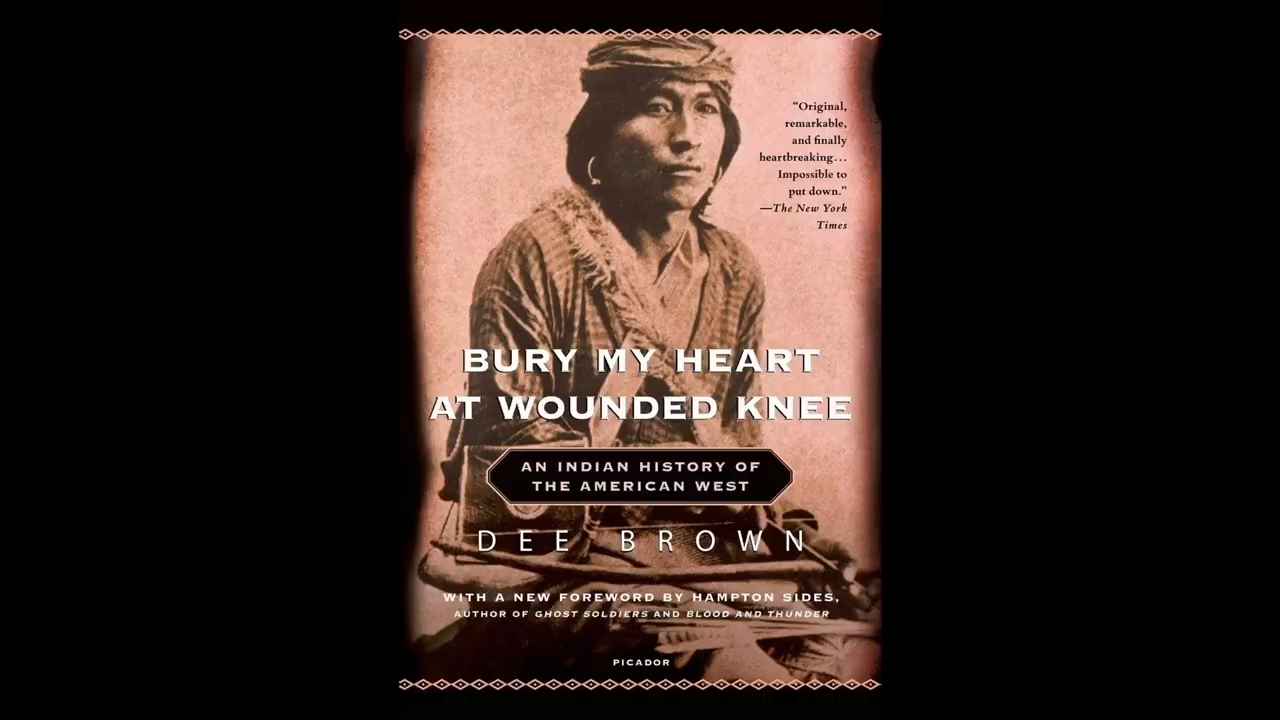 “Original,
remarkable,
and finally
heartbreaking…
Impossible to
put down.”
—The New York
Times
BURY MY HEART
AT WOUNDED KNEE
AN INDIAN HISTORY OF
THE AMERICAN WEST
DEE BROWN
WITH A NEW FOREWORD BY HAMPTON SIDES,
AUTHOR OF GHOST SOLDIERS AND BLOOD AND THUNDER
PICADOR